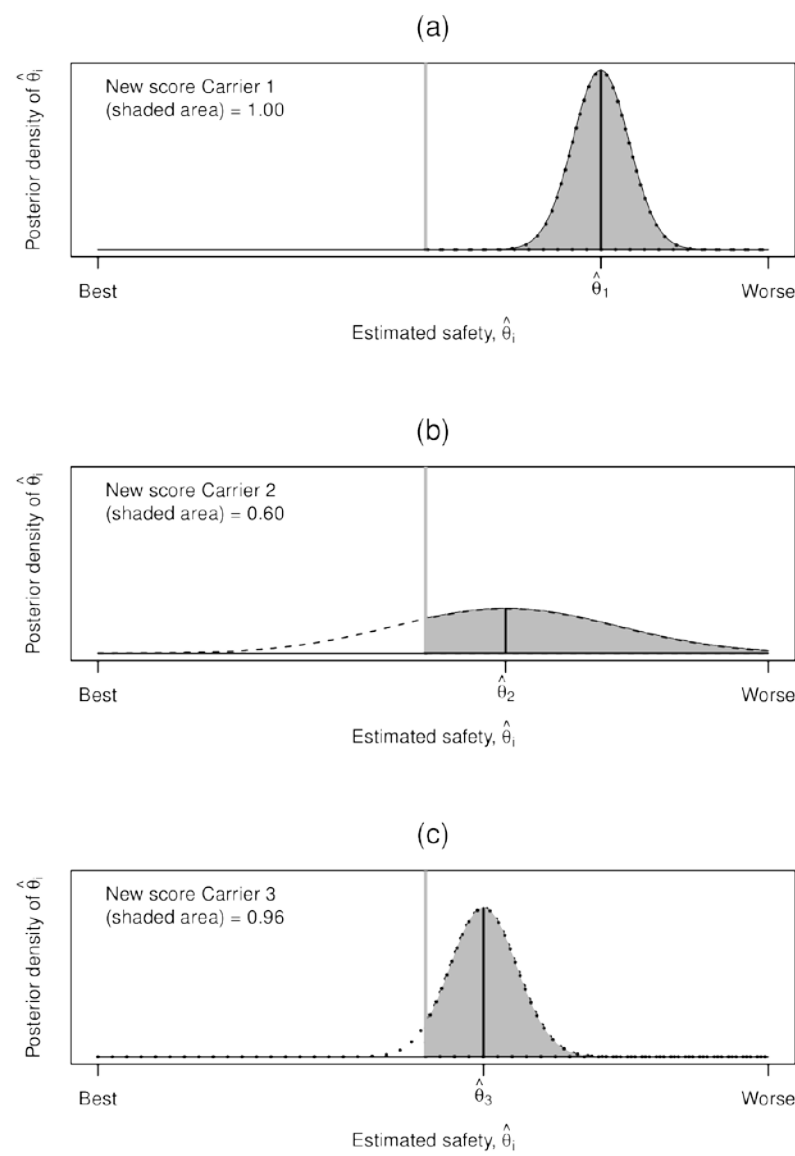 (a)
New score Carrier 1
(shaded area) = 1.00
Posterior density of θ̂ᵢ
Best
θ̂₁
Worse
Estimated safety, θ̂ᵢ
(b)
New score Carrier 2
(shaded area) = 0.60
Posterior density of θ̂ᵢ
Best
θ̂₂
Worse
Estimated safety, θ̂ᵢ
(c)
New score Carrier 3
(shaded area) = 0.96
Posterior density of θ̂ᵢ
Best
θ̂₃
Worse
Estimated safety, θ̂ᵢ